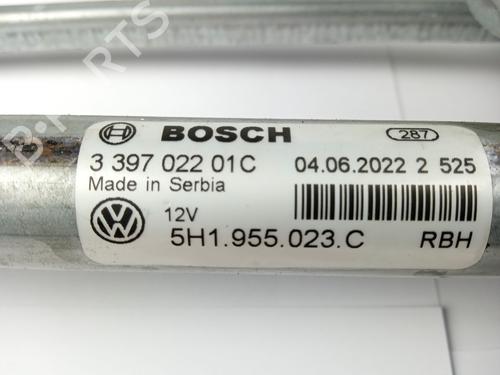 BOSCH 287
3 397 022 01C 04.06.2022 2 525
Made in Serbia
12V
5H1.955.023.C RBH